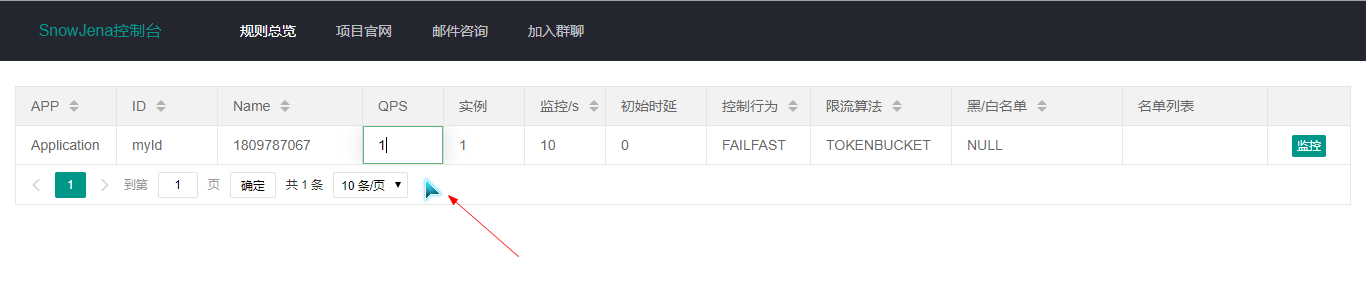 SnowJena控制台 规则总览 项目官网 邮件咨询 加入群聊
APP ID Name QPS 实例 监控/s 初始时延 控制行为 限流算法 黑/白名单 名单列表
Application myId 1809787067 1 1 10 0 FAILFAST TOKENBUCKET NULL 监控
1 到第 1 页 确定 共 1 条 10 条/页